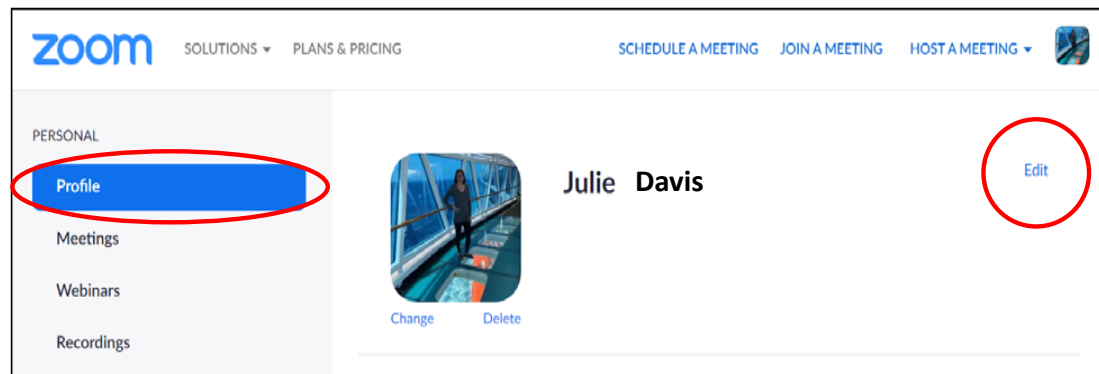 zoom SOLUTIONS PLANS & PRICING SCHEDULE A MEETING JOIN A MEETING HOST A MEETING
PERSONAL
Profile
Meetings
Webinars
Recordings
Julie Davis
Edit
Change Delete